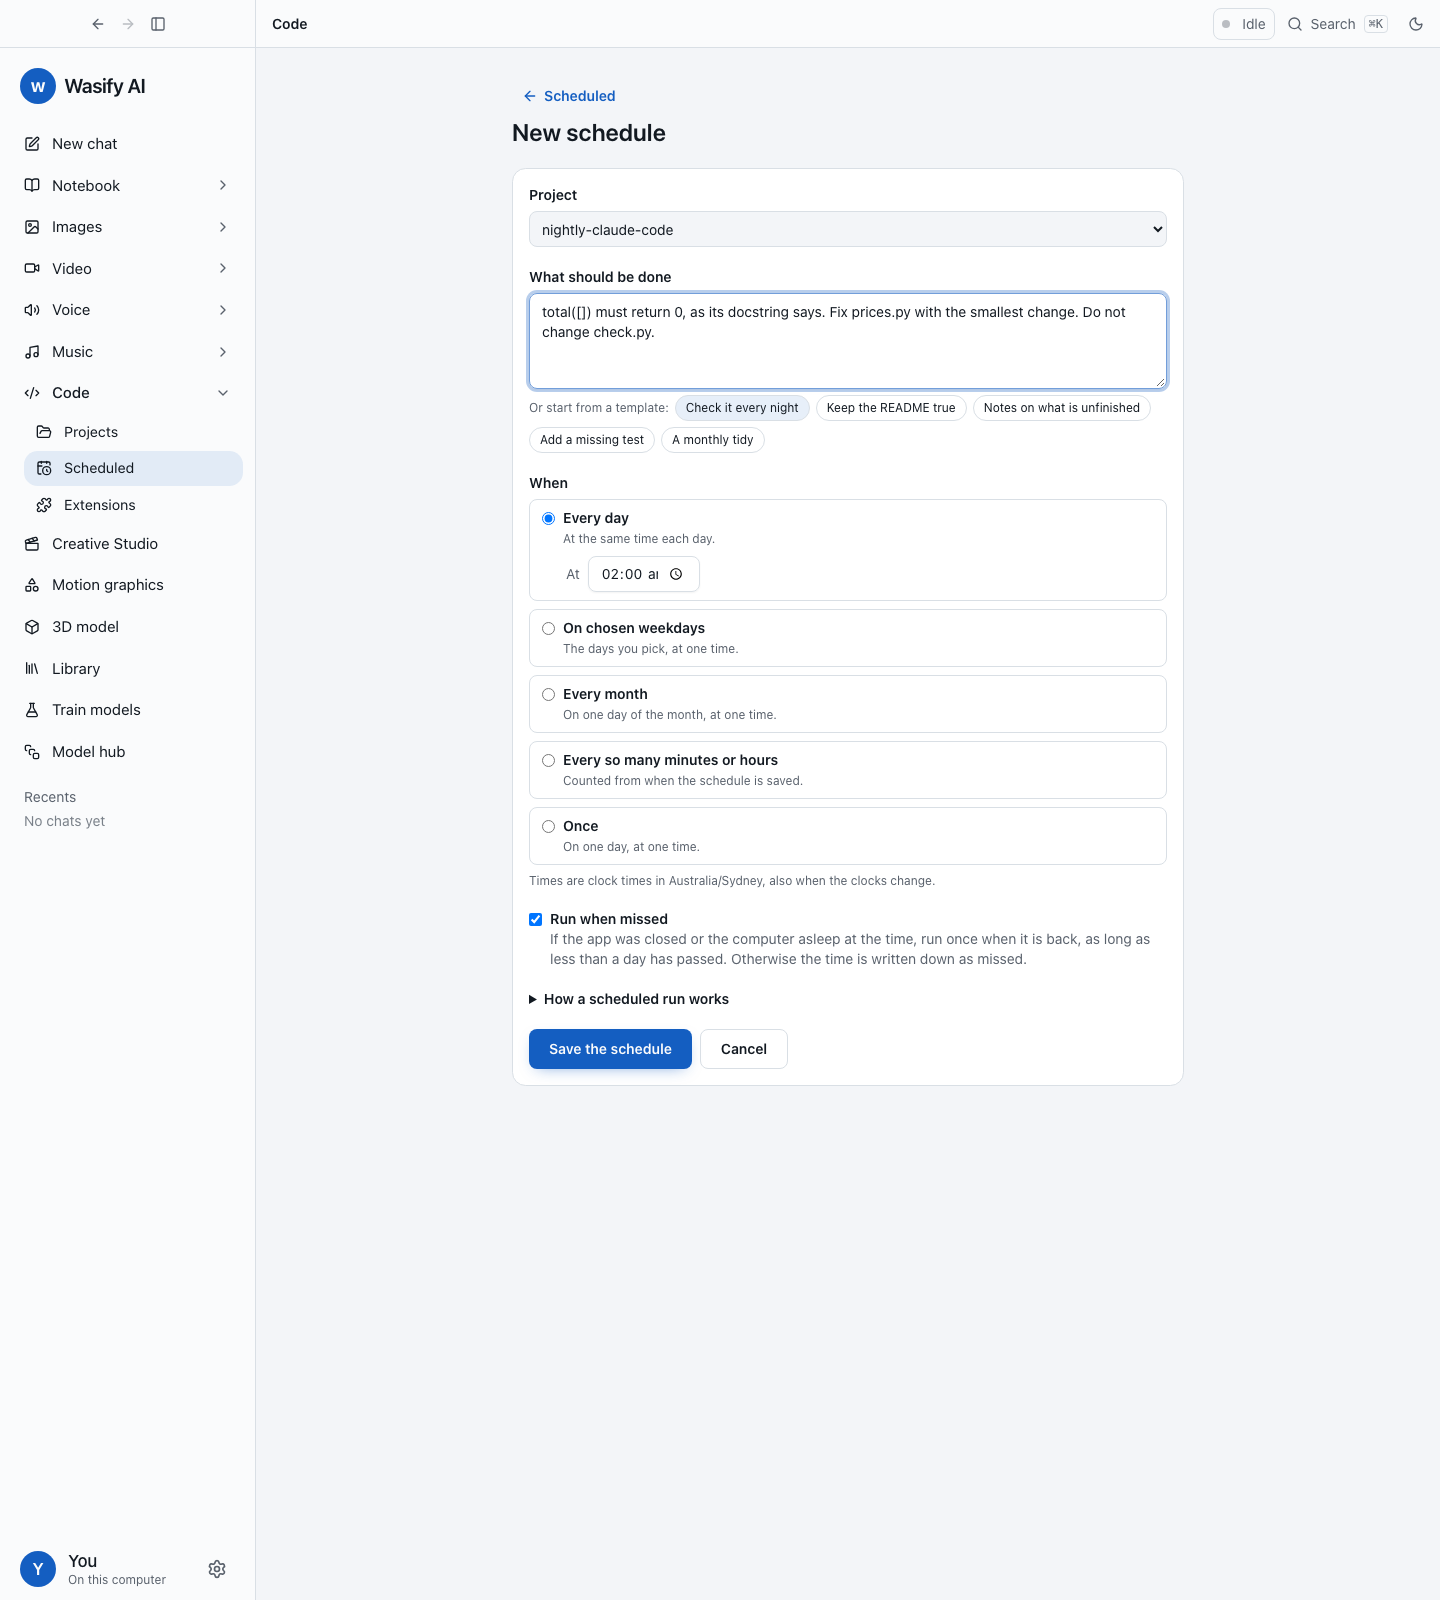 Code
Idle
Search
⌘K
W
Wasify AI
New chat
Notebook
Images
Video
Voice
Music
Code
Projects
Scheduled
Extensions
Creative Studio
Motion graphics
3D model
Library
Train models
Model hub
Recents
No chats yet
Y
You
On this computer
Scheduled
New schedule
Project
nightly-claude-code
What should be done
total([]) must return 0, as its docstring says. Fix prices.py with the smallest change. Do not
change check.py.
Or start from a template:
Check it every night
Keep the README true
Notes on what is unfinished
Add a missing test
A monthly tidy
When
Every day
At the same time each day.
At
02:00
On chosen weekdays
The days you pick, at one time.
Every month
On one day of the month, at one time.
Every so many minutes or hours
Counted from when the schedule is saved.
Once
On one day, at one time.
Times are clock times in Australia/Sydney, also when the clocks change.
Run when missed
If the app was closed or the computer asleep at the time, run once when it is back, as long as
less than a day has passed. Otherwise the time is written down as missed.
How a scheduled run works
Save the schedule
Cancel